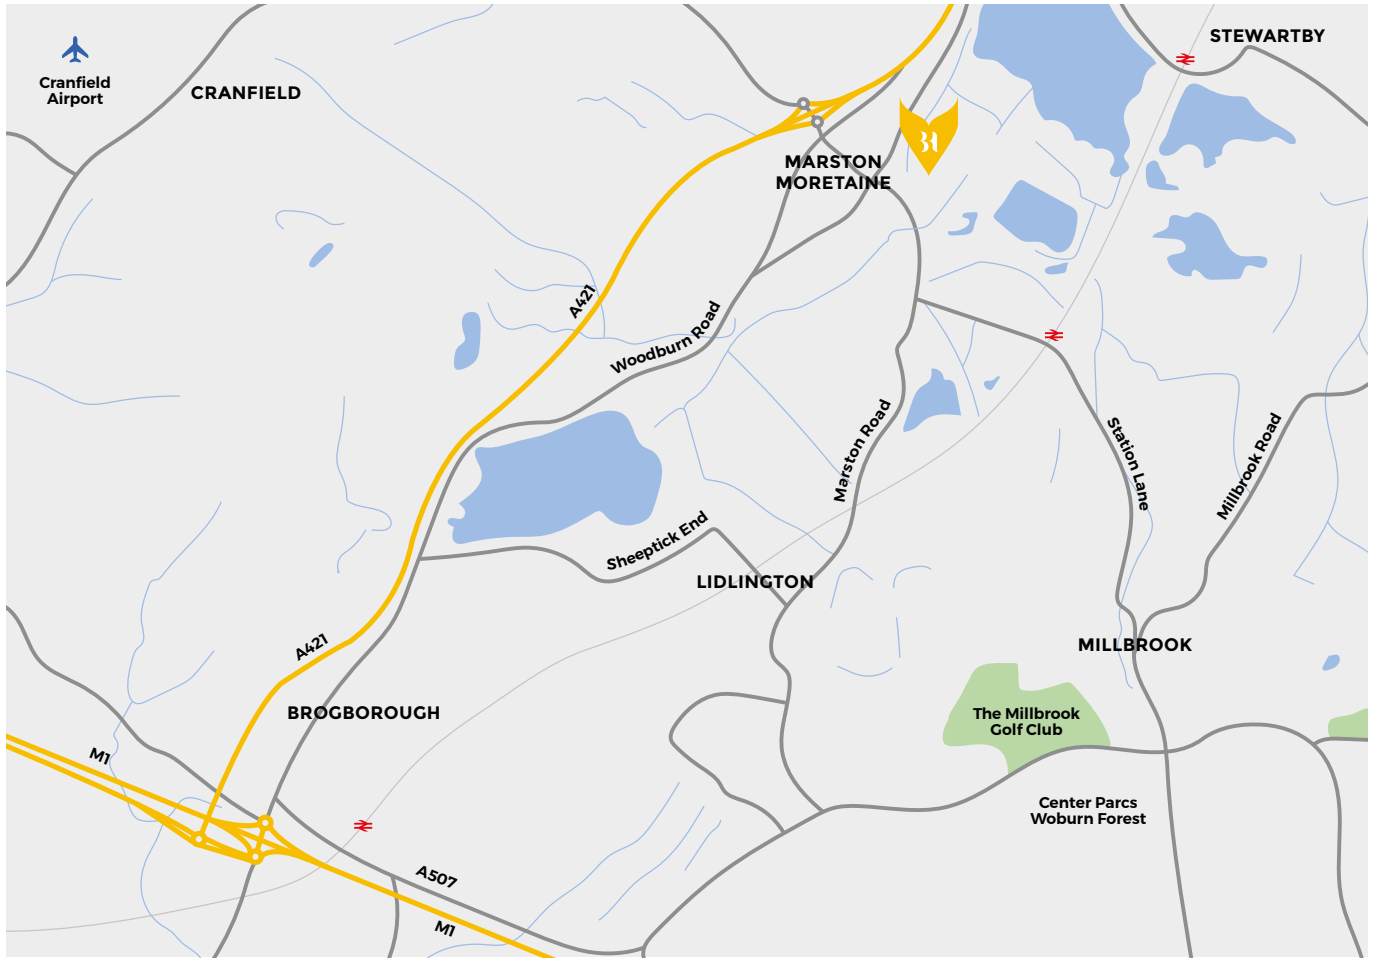 STEWARTBY
Cranfield
Airport
CRANFIELD
MARSTON
MORETAINE
A421
Woodburn Road
Marston Road
Station Lane
Millbrook Road
Sheeptick End
LIDLINGTON
A421
MILLBROOK
BROGBOROUGH
The Millbrook
Golf Club
M1
Center Parcs
Woburn Forest
A507
M1